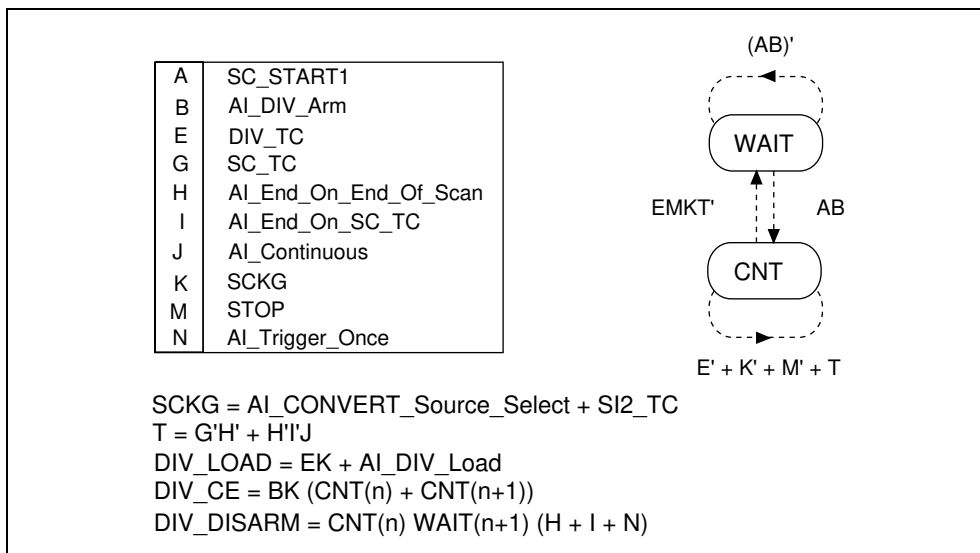 A SC_START1
B AI_DIV_Arm
E DIV_TC
G SC_TC
H AI_End_On_End_Of_Scan
I AI_End_On_SC_TC
J AI_Continuous
K SCKG
M STOP
N AI_Trigger_Once
(AB)'
WAIT
EMKT' AB
CNT
E' + K' + M' + T
SCKG = AI_CONVERT_Source_Select + SI2_TC
T = G'H' + H'I'J
DIV_LOAD = EK + AI_DIV_Load
DIV_CE = BK (CNT(n) + CNT(n+1))
DIV_DISARM = CNT(n) WAIT(n+1) (H + I + N)